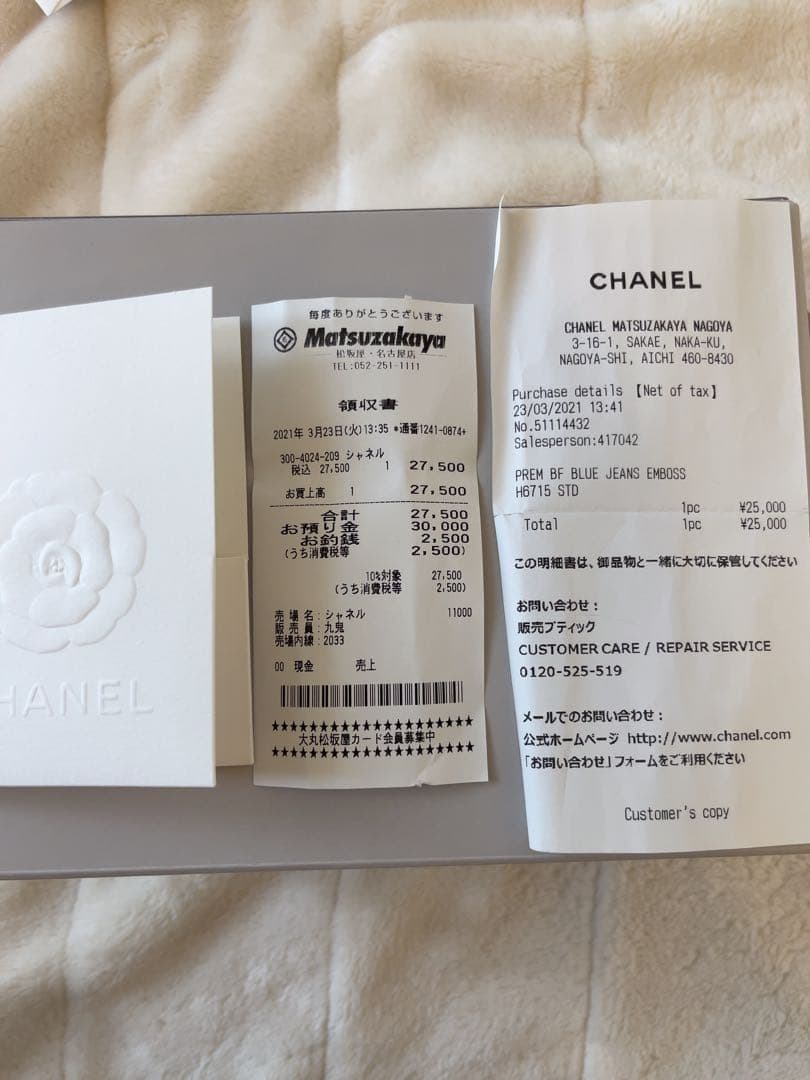 HANEL
毎度ありがとうございます
Matsuzakaya
松坂屋・名古屋店
TEL:052-251-1111
領収書
2021年 3月23日(火)13:35 *通番1241-0874+
300-4024-209 シャネル
税込 27,500 1 27,500
お買上高 1 27,500
合計 27,500
お預り金 30,000
お釣銭 2,500
(うち消費税等 2,500)
10%対象 27,500
(うち消費税等 2,500)
売場名:シャネル 11000
販売員:九鬼
売場内線:2033
00 現金 売上
★★★★★★★★★★★★★★★★★★★★
大丸松坂屋カード会員募集中
★★★★★★★★★★★★★★★★★★★★
CHANEL
CHANEL MATSUZAKAYA NAGOYA
3-16-1, SAKAE, NAKA-KU,
NAGOYA-SHI, AICHI 460-8430
Purchase details 【Net of tax】
23/03/2021 13:41
No.51114432
Salesperson:417042
PREM BF BLUE JEANS EMBOSS
H6715 STD
1pc ¥25,000
Total 1pc ¥25,000
この明細書は、御品物と一緒に大切に保管してください
お問い合わせ:
販売ブティック
CUSTOMER CARE / REPAIR SERVICE
0120-525-519
メールでのお問い合わせ:
公式ホームページ http://www.chanel.com
「お問い合わせ」フォームをご利用ください
Customer's copy